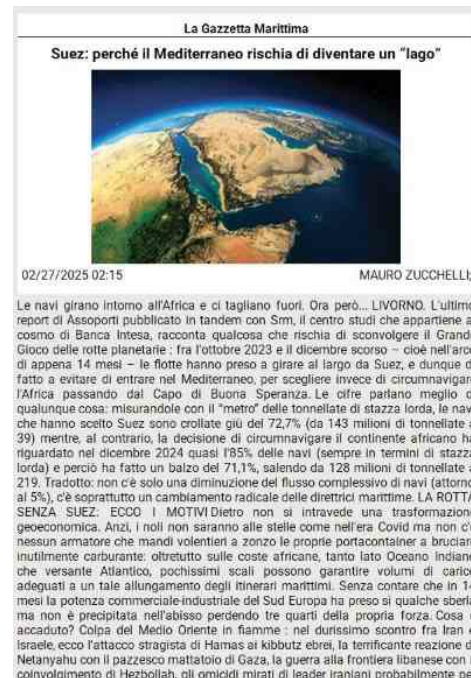 La Gazzetta Marittima
Suez: perché il Mediterraneo rischia di diventare un "lago"
02/27/2025 02:15
MAURO ZUCCHELLI;
Le navi girano intorno all'Africa e ci tagliano fuori. Ora però... LIVORNO. L'ultimo
report di Assoporti pubblicato in tandem con Srm, il centro studi che appartiene al
cosmo di Banca Intesa, racconta qualcosa che rischia di sconvolgere il Grande
Gioco delle rotte planetarie : fra l'ottobre 2023 e il dicembre scorso – cioè nell'arco
di appena 14 mesi – le flotte hanno preso a girare al largo da Suez, e dunque di
fatto a evitare di entrare nel Mediterraneo, per scegliere invece di circumnavigare
l'Africa passando dal Capo di Buona Speranza. Le cifre parlano meglio di
qualunque cosa: misurandole con il "metro" delle tonnellate di stazza lorda, le navi
che hanno scelto Suez sono crollate giù del 72,7% (da 143 milioni di tonnellate a
39) mentre, al contrario, la decisione di circumnavigare il continente africano ha
riguardato nel dicembre 2024 quasi l'85% delle navi (sempre in termini di stazza
lorda) e perciò ha fatto un balzo del 71,1%, salendo da 128 milioni di tonnellate a
219. Tradotto: non c'è solo una diminuzione del flusso complessivo di navi (attorno
al 5%), c'è soprattutto un cambiamento radicale delle direttrici marittime. LA ROTTA
SENZA SUEZ: ECCO I MOTIVI Dietro non si intravede una trasformazione
geoeconomica. Anzi, i noli non saranno alle stelle come nell'era Covid ma non c'è
nessun armatore che mandi volentieri a zonzo le proprie portacontainer a bruciare
inutilmente carburante: oltretutto sulle coste africane, tanto lato Oceano Indiano
che versante Atlantico, pochissimi scali possono garantire volumi di carico
adeguati a un tale allungamento degli itinerari marittimi. Senza contare che in 14
mesi la potenza commerciale-industriale del Sud Europa ha preso sì qualche sberla
ma non è precipitata nell'abisso perdendo tre quarti della propria forza. Cosa è
accaduto? Colpa del Medio Oriente in fiamme : nel durissimo scontro fra Iran e
Israele, ecco l'attacco stragista di Hamas ai kibbutz ebrei, la terrificante reazione di
Netanyahu con il pazzesco mattatoio di Gaza, la guerra alla frontiera libanese con il
coinvolgimento di Hezbollah, gli omicidi mirati di leader iraniani probabilmente per